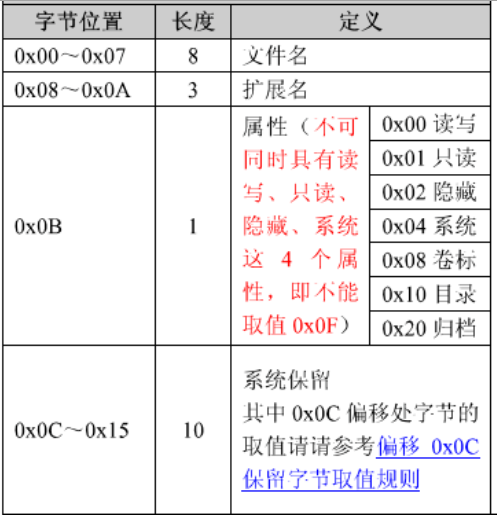 字节位置 长度 定义
0x00～0x07 8 文件名
0x08～0x0A 3 扩展名
0x0B 1
属性（不可
同时具有读
写、只读、
隐藏、系统
这 4 个属
性，即不能
取值 0x0F）
0x00 读写
0x01 只读
0x02 隐藏
0x04 系统
0x08 卷标
0x10 目录
0x20 归档
0x0C～0x15 10
系统保留
其中 0x0C 偏移处字节的
取值请请参考偏移 0x0C
保留字节取值规则